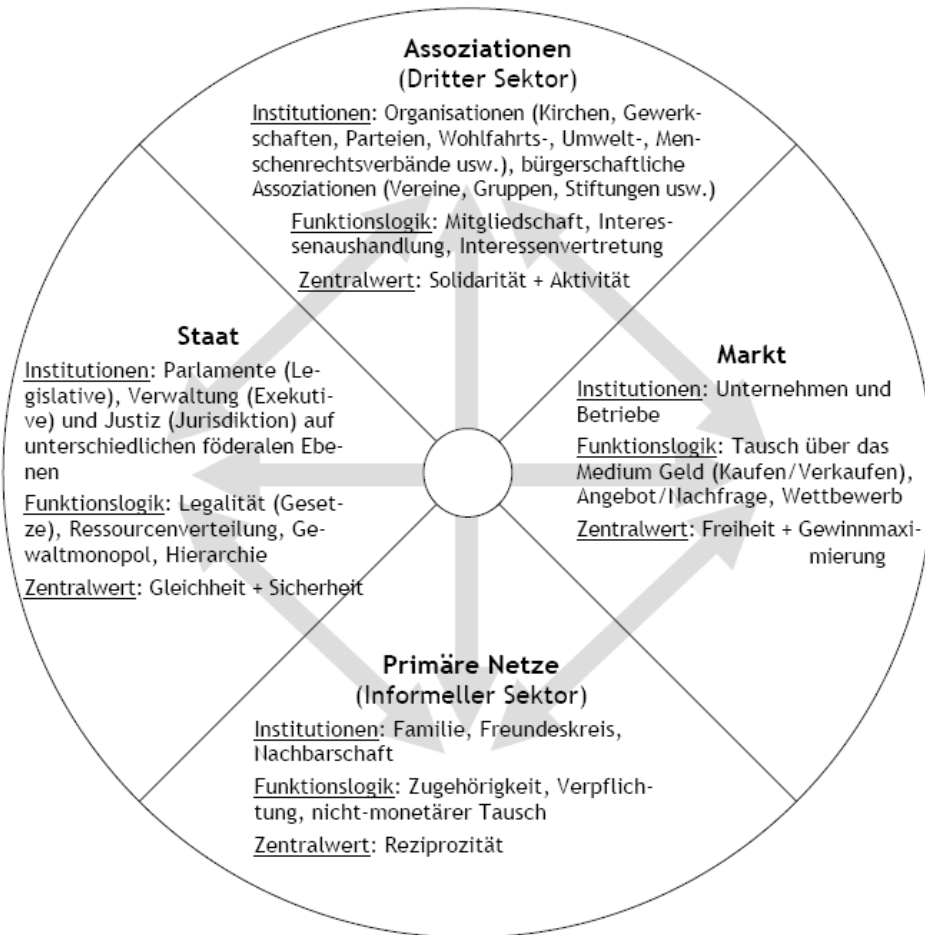 Assoziationen
(Dritter Sektor)
Institutionen: Organisationen (Kirchen, Gewerk-
schaften, Parteien, Wohlfahrts-, Umwelt-, Men-
schenrechtsverbände usw.), bürgerschaftliche
Assoziationen (Vereine, Gruppen, Stiftungen usw.)
Funktionslogik: Mitgliedschaft, Interes-
senaushandlung, Interessenvertretung
Zentralwert: Solidarität + Aktivität
Staat
Institutionen: Parlamente (Le-
gislative), Verwaltung (Exekuti-
ve) und Justiz (Jurisdiktion) auf
unterschiedlichen föderalen Ebe-
nen
Funktionslogik: Legalität (Geset-
ze), Ressourcenverteilung, Ge-
waltmonopol, Hierarchie
Zentralwert: Gleichheit + Sicherheit
Markt
Institutionen: Unternehmen und
Betriebe
Funktionslogik: Tausch über das
Medium Geld (Kaufen/Verkaufen),
Angebot/Nachfrage, Wettbewerb
Zentralwert: Freiheit + Gewinnmaxi-
mierung
Primäre Netze
(Informeller Sektor)
Institutionen: Familie, Freundeskreis,
Nachbarschaft
Funktionslogik: Zugehörigkeit, Verpflich-
tung, nicht-monetärer Tausch
Zentralwert: Reziprozität